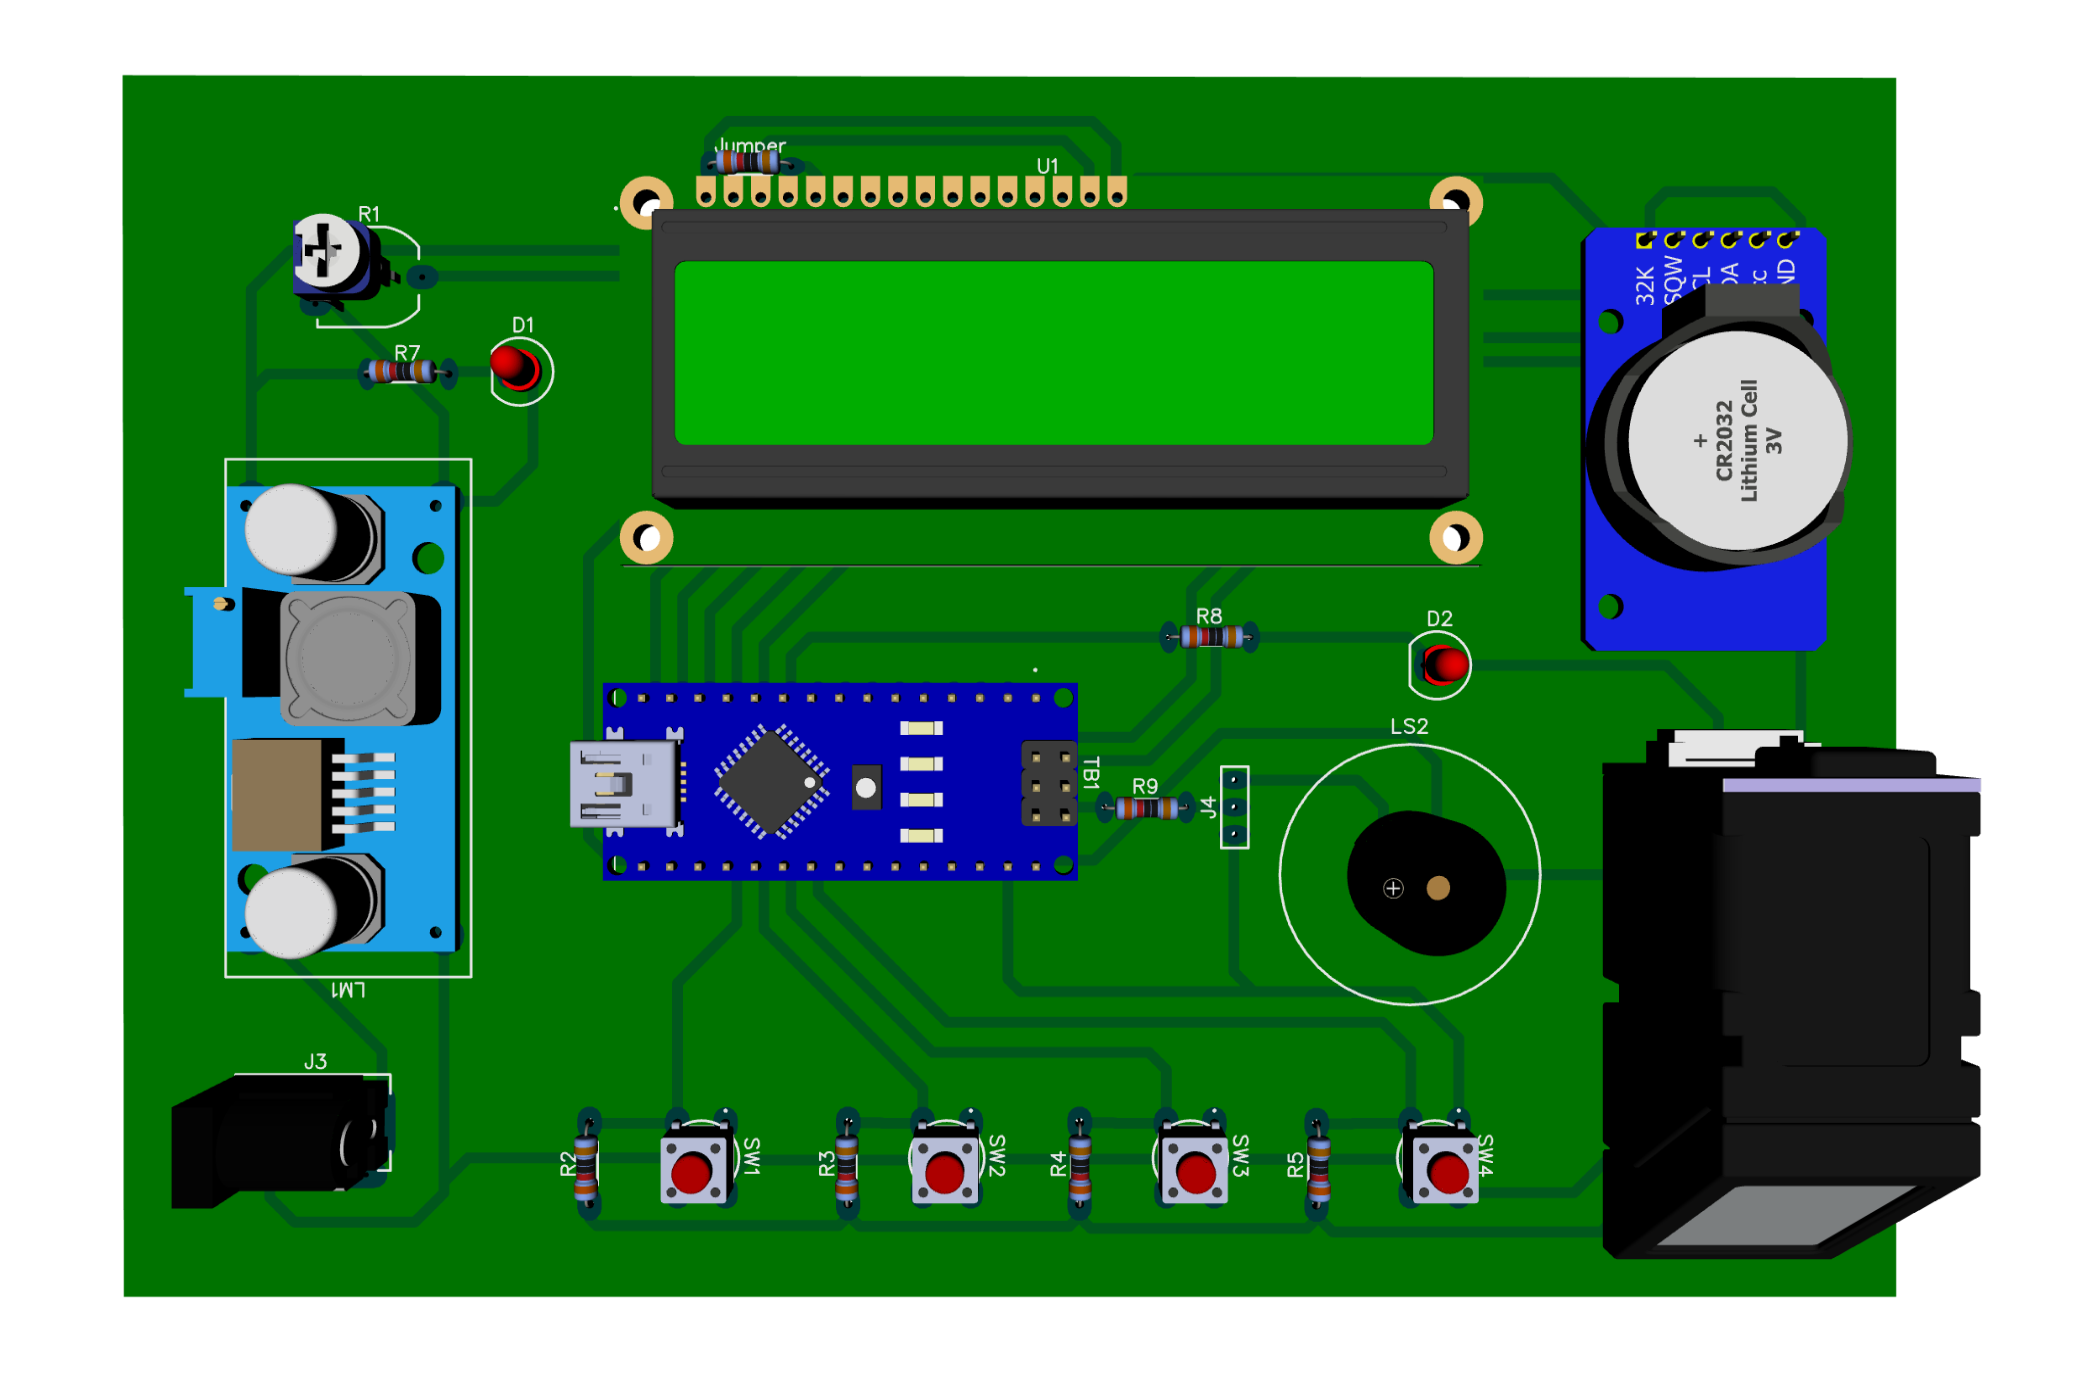 Jumper
U1
R1
D1
R7
32K
SQW
CL
DA
cc
ND
+
CR2032
Lithium Cell
3V
R8
D2
LS2
TB1
R9
J4
+
LM1
J3
R2
SW1
R3
SW2
R4
SW3
R5
SW4